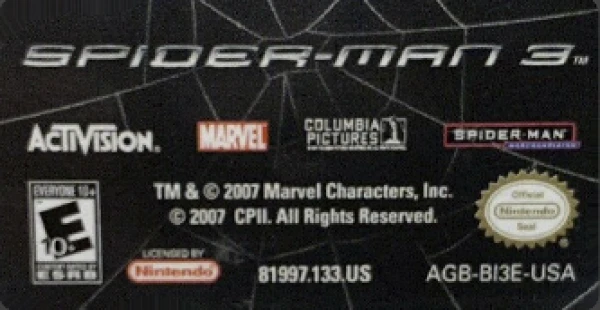 SPIDER-MAN 3™
ACTIVISION. MARVEL COLUMBIA PICTURES SPIDER-MAN MERCHANDISING
EVERYONE 10+
E 10+
ESRB
TM & © 2007 Marvel Characters, Inc.
© 2007 CPII. All Rights Reserved.
Official
Nintendo
Seal
LICENSED BY
Nintendo
81997.133.US
AGB-BI3E-USA